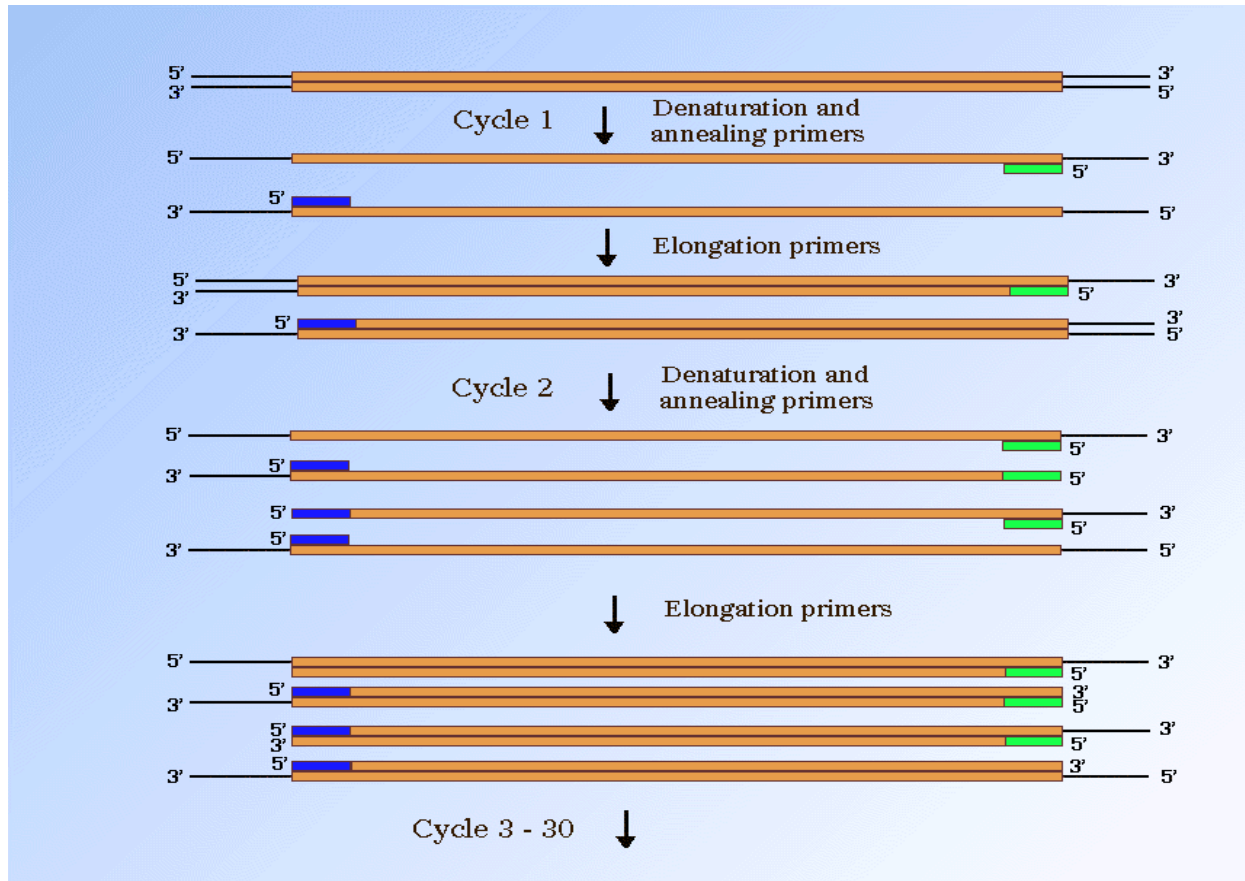 5’ 3’
3’ 5’
Cycle 1
Denaturation and
annealing primers
5’ 3’
5’
5’
3’ 5’
Elongation primers
5’ 3’
3’ 5’
5’ 3’
3’ 5’
Cycle 2
Denaturation and
annealing primers
5’ 3’
5’
5’
3’ 5’
5’ 3’
5’
5’
3’ 5’
Elongation primers
5’ 3’
5’
5’ 3’
3’ 5’
5’ 3’
3’ 5’
5’ 3’
3’ 5’
Cycle 3 - 30